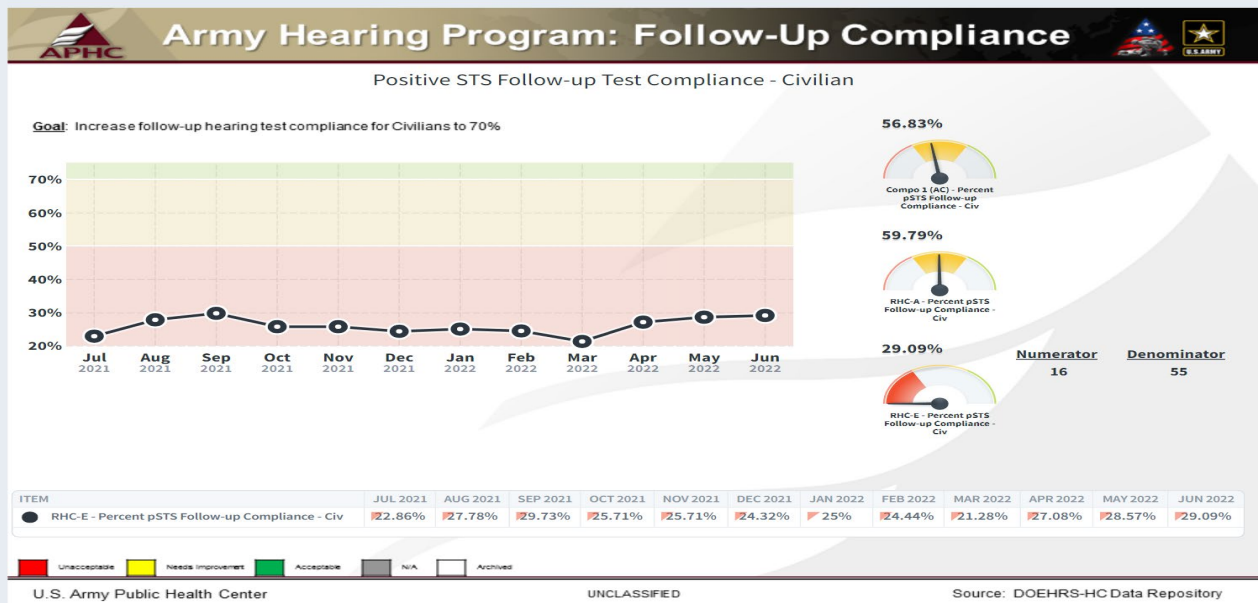 APHC
Army Hearing Program: Follow-Up Compliance
U.S. ARMY
Positive STS Follow-up Test Compliance - Civilian
Goal: Increase follow-up hearing test compliance for Civilians to 70%
70%
60%
50%
40%
30%
20%
Jul Aug Sep Oct Nov Dec Jan Feb Mar Apr May Jun
2021 2021 2021 2021 2021 2021 2022 2022 2022 2022 2022 2022
56.83%
Compo 1 (AC) - Percent
pSTS Follow-up
Compliance - Civ
59.79%
RHC-A - Percent pSTS
Follow-up Compliance -
Civ
29.09%
RHC-E - Percent pSTS
Follow-up Compliance -
Civ
Numerator Denominator
16 55
ITEM JUL 2021 AUG 2021 SEP 2021 OCT 2021 NOV 2021 DEC 2021 JAN 2022 FEB 2022 MAR 2022 APR 2022 MAY 2022 JUN 2022
RHC-E - Percent pSTS Follow-up Compliance - Civ 22.86% 27.78% 29.73% 25.71% 25.71% 24.32% 25% 24.44% 21.28% 27.08% 28.57% 29.09%
Unacceptable Needs Improvement Acceptable N/A Archived
U.S. Army Public Health Center UNCLASSIFIED Source: DOEHRS-HC Data Repository